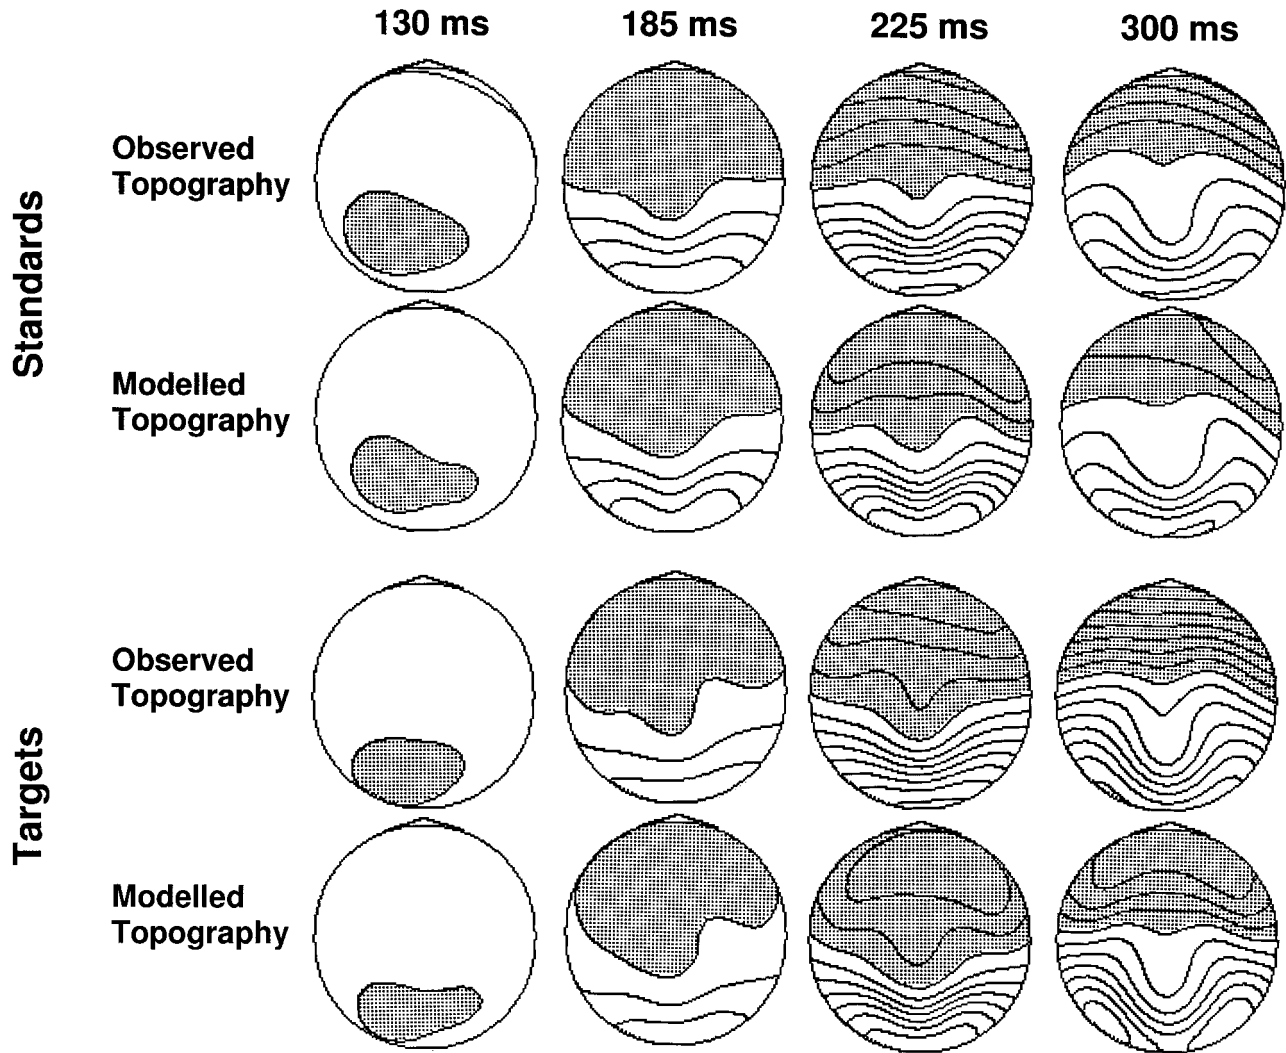 130 ms 185 ms 225 ms 300 ms
Standards
Observed
Topography
Modelled
Topography
Targets
Observed
Topography
Modelled
Topography